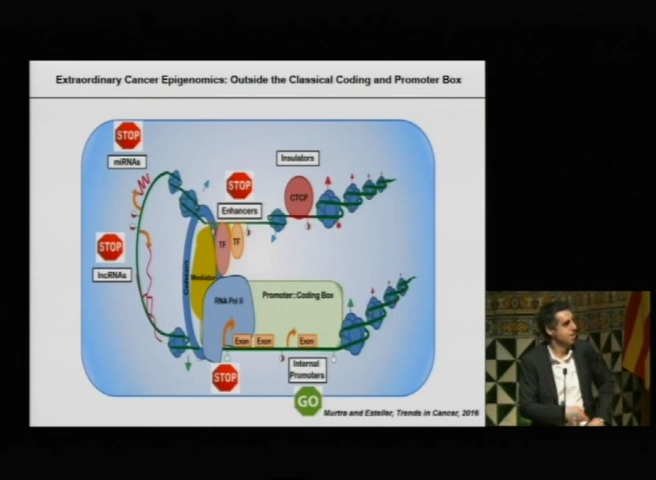 Extraordinary Cancer Epigenomics: Outside the Classical Coding and Promoter Box
STOP
miRNAs
Insulators
STOP
CTCF
Enhancers
STOP
TF
TF
lncRNAs
Cohesin
Mediator
RNA Pol II
Promoter::Coding Box
Exon
Exon
Exon
STOP
Internal
Promoters
GO
Murtra and Esteller, Trends in Cancer, 2016